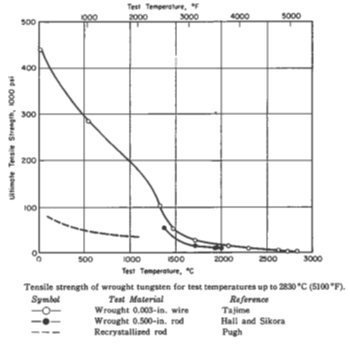 Test Temperature, °F
1000 2000 3000 4000 5000
500
400
300
200
100
0
Ultimate Tensile Strength, 1000 psi
0 500 1000 1500 2000 2500 3000
Test Temperature, °C
Tensile strength of wrought tungsten for test temperatures up to 2830°C (5100°F).
Symbol Test Material Reference
Wrought 0.003-in. wire Tajime
Wrought 0.500-in. rod Hall and Sikora
Recrystallized rod Pugh